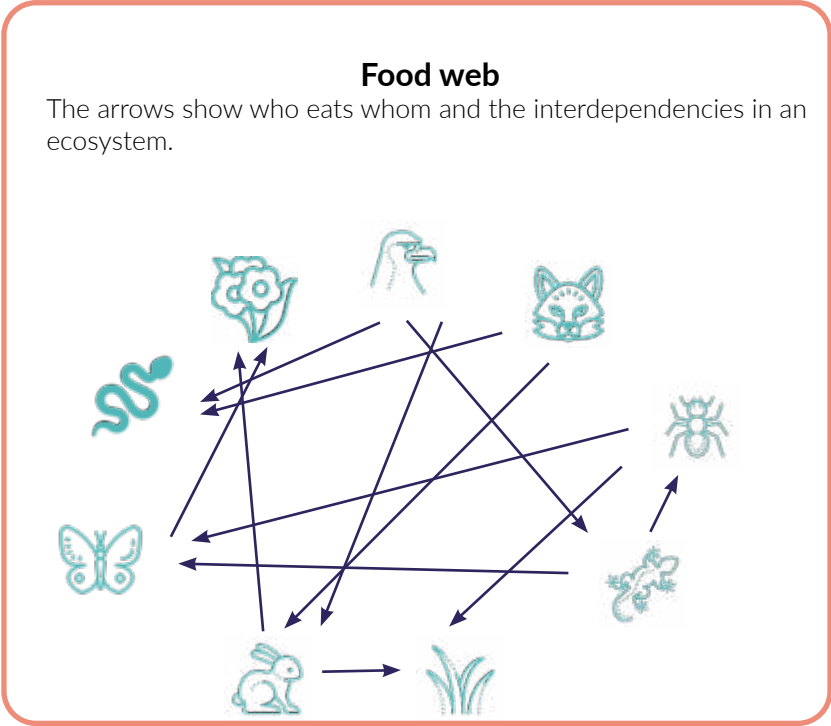 Food web
The arrows show who eats whom and the interdependencies in an
ecosystem.